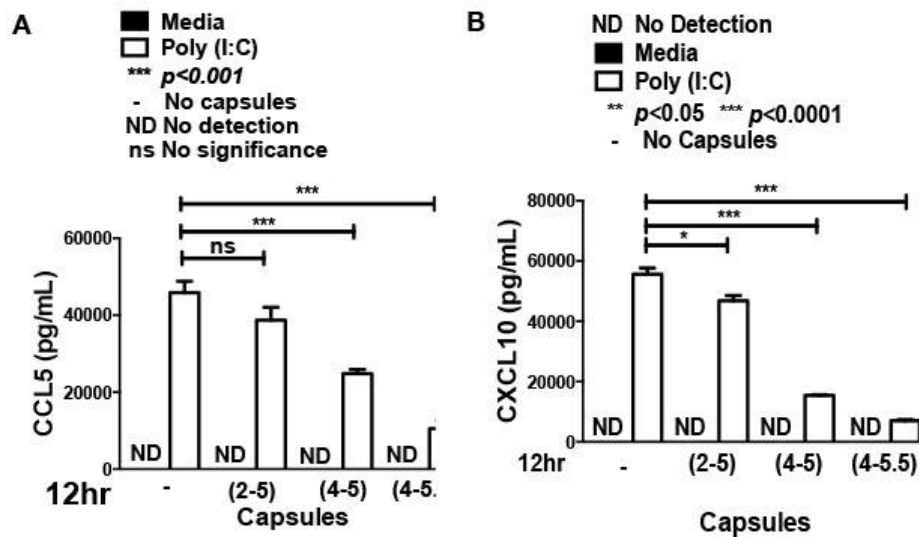 A
Media
Poly (I:C)
*** p<0.001
- No capsules
ND No detection
ns No significance
***
***
ns
60000
40000
20000
0
CCL5 (pg/mL)
ND ND ND ND
12hr - (2-5) (4-5) (4-5.
Capsules
B
ND No Detection
Media
Poly (I:C)
** p<0.05 *** p<0.0001
- No Capsules
***
***
*
80000
60000
40000
20000
0
CXCL10 (pg/mL)
ND ND ND ND
12hr - (2-5) (4-5) (4-5.5)
Capsules